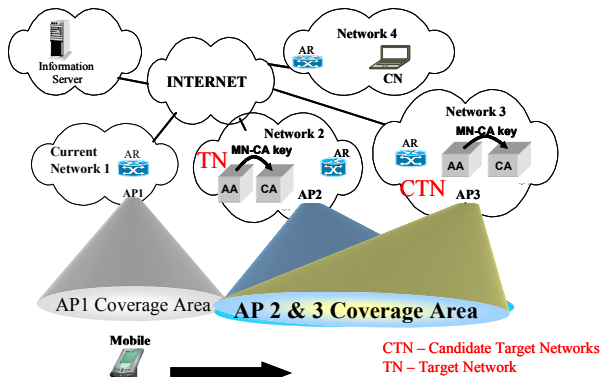 Information
Server
INTERNET
AR
Network 4
CN
Current
Network 1
AR
AP1
Network 2
TN
MN-CA key
AR
AA
CA
AP2
Network 3
MN-CA key
AR
AA
CA
CTN
AP3
AP1 Coverage Area
AP 2 & 3 Coverage Area
Mobile
CTN – Candidate Target Networks
TN – Target Network